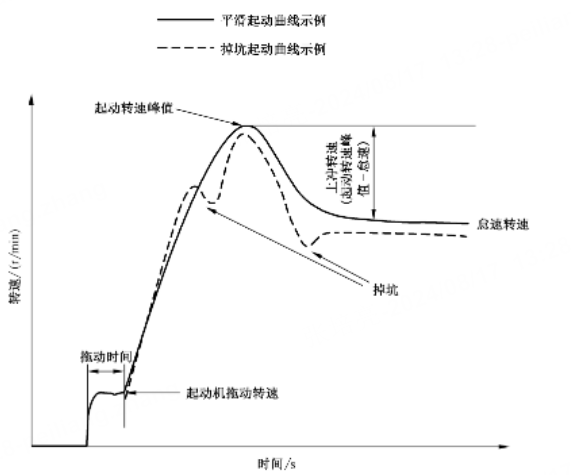 平滑起动曲线示例
掉坑起动曲线示例
起动转速峰值
上冲转速
(起动转速峰
值-怠速)
怠速转速
转速/(r/min)
掉坑
拖动时间
起动机拖动转速
时间/s